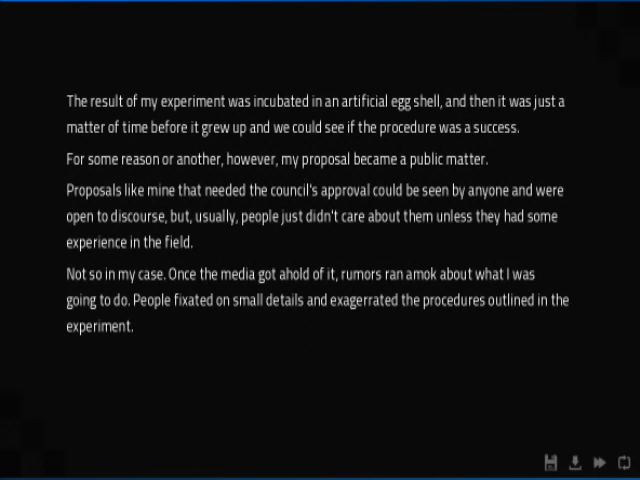 The result of my experiment was incubated in an artificial egg shell, and then it was just a
matter of time before it grew up and we could see if the procedure was a success.
For some reason or another, however, my proposal became a public matter.
Proposals like mine that needed the council's approval could be seen by anyone and were
open to discourse, but, usually, people just didn't care about them unless they had some
experience in the field.
Not so in my case. Once the media got ahold of it, rumors ran amok about what I was
going to do. People fixated on small details and exagerrated the procedures outlined in the
experiment.